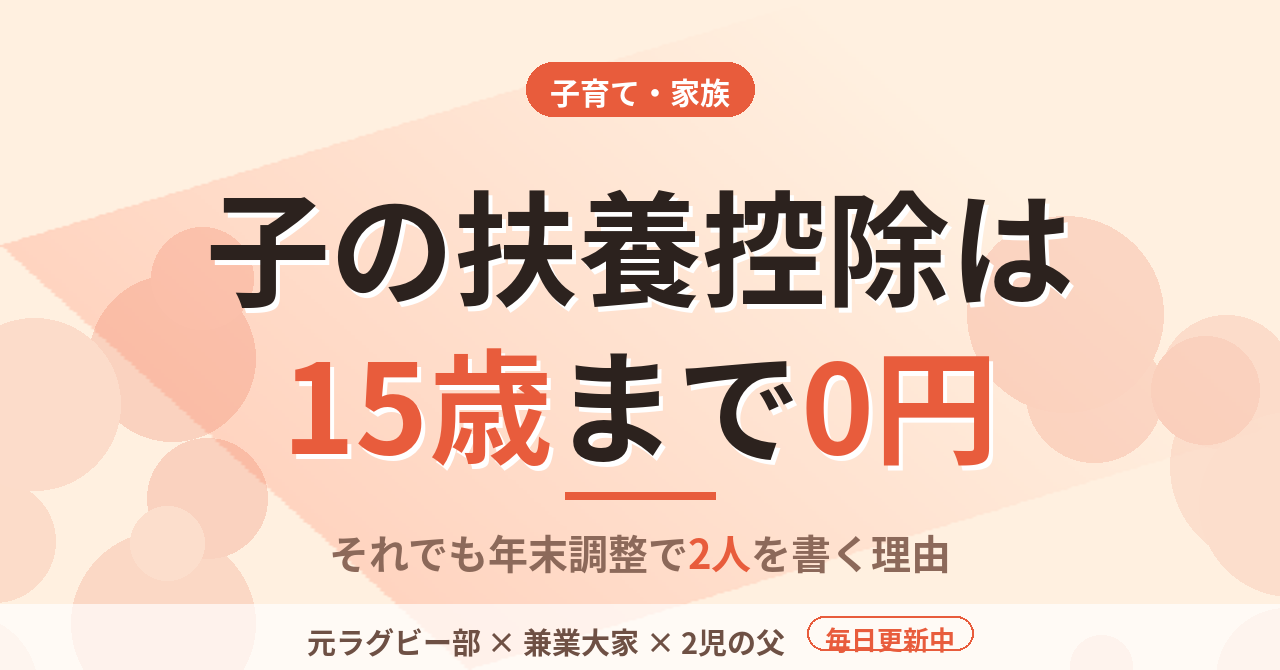 子育て・家族
子の扶養控除は
15歳まで0円
それでも年末調整で2人を書く理由
元ラグビー部 × 兼業大家 × 2児の父 毎日更新中